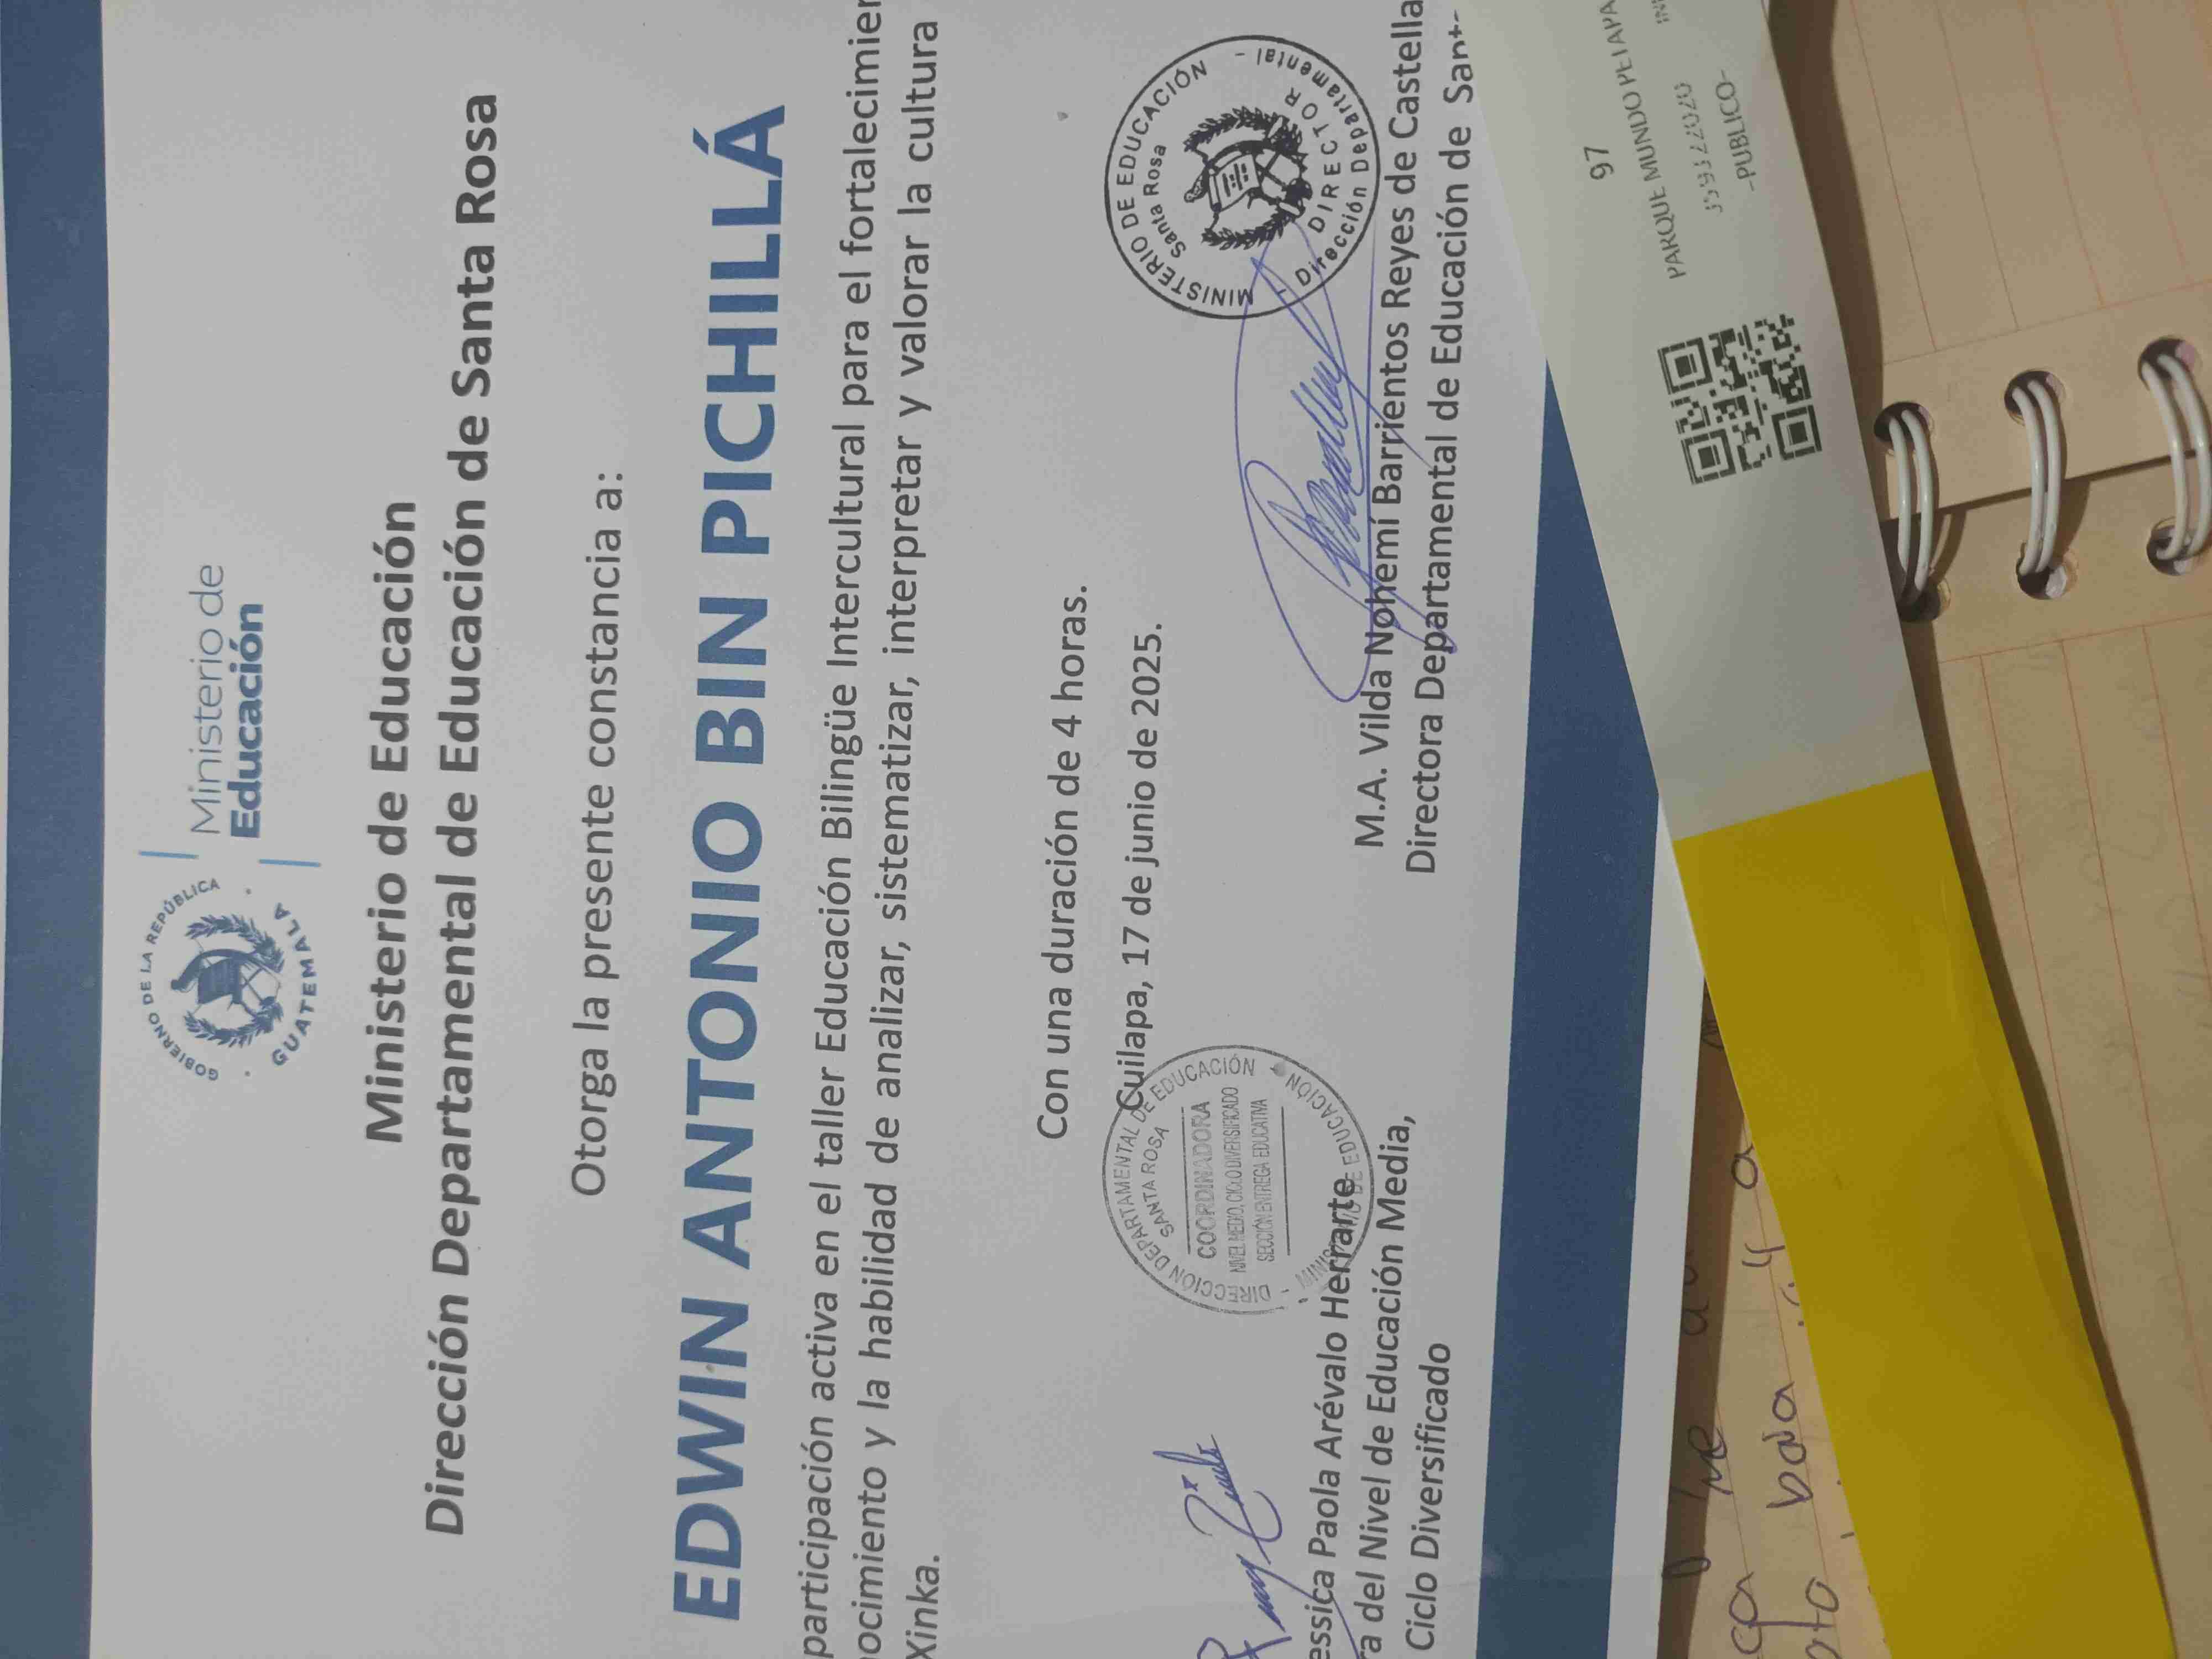 GOBIERNO DE LA REPÚBLICA
GUATEMALA
Ministerio de
Educación
Ministerio de Educación
Dirección Departamental de Educación de Santa Rosa
Otorga la presente constancia a:
EDWIN ANTONIO BIN PICHILLÁ
participación activa en el taller Educación Bilingüe Intercultural para el fortalecimien
ocimiento y la habilidad de analizar, sistematizar, interpretar y valorar la cultura
Xinka.
Con una duración de 4 horas.
Cuilapa, 17 de junio de 2025.
DIRECCIÓN DEPARTAMENTAL DE EDUCACIÓN
SANTA ROSA
COORDINADORA
NIVEL MEDIO, CICLO DIVERSIFICADO
SECCIÓN ENTREGA EDUCATIVA
- MINISTERIO DE EDUCACIÓN -
essica Paola Arévalo Herrarte
ra del Nivel de Educación Media,
Ciclo Diversificado
MINISTERIO DE EDUCACIÓN
Santa Rosa
DIRECTOR
- Dirección Departamental -
M.A. Vilda Nohemí Barrientos Reyes de Castella
Directora Departamental de Educación de Sant
97
PARQUE MUNDO PETAPA
-PUBLICO-